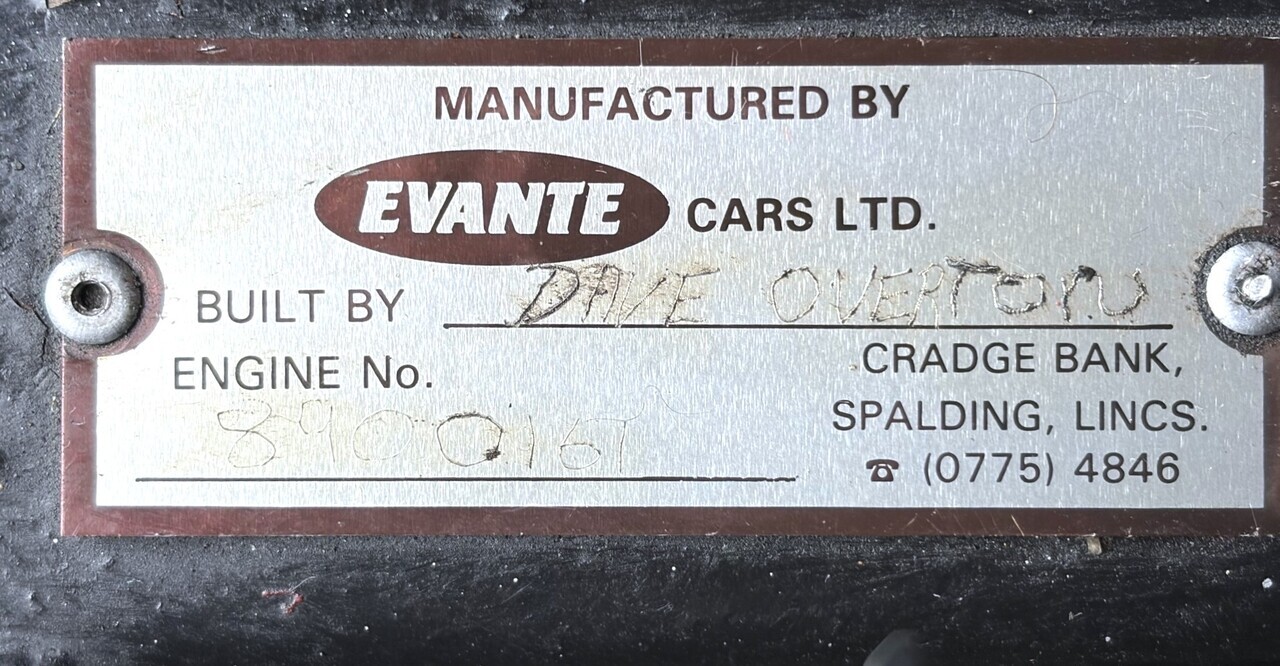 MANUFACTURED BY
EVANTE CARS LTD.
BUILT BY DAVE OVERTON
ENGINE No.
CRADGE BANK,
SPALDING, LINCS.
☎ (0775) 4846